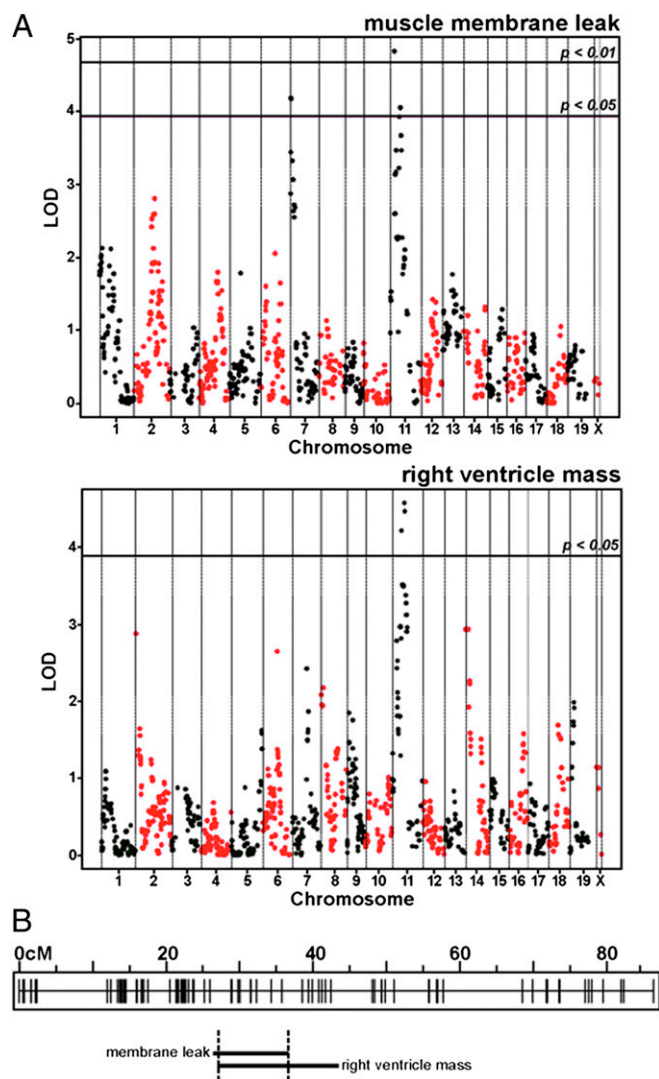 A
muscle membrane leak
5
p < 0.01
4
p < 0.05
3
LOD
2
1
0
1 2 3 4 5 6 7 8 9 10 11 12 13 14 15 16 17 18 19 X
Chromosome
right ventricle mass
4
p < 0.05
3
LOD
2
1
0
1 2 3 4 5 6 7 8 9 10 11 12 13 14 15 16 17 18 19 X
Chromosome
B
0cM 20 40 60 80
membrane leak
right ventricle mass